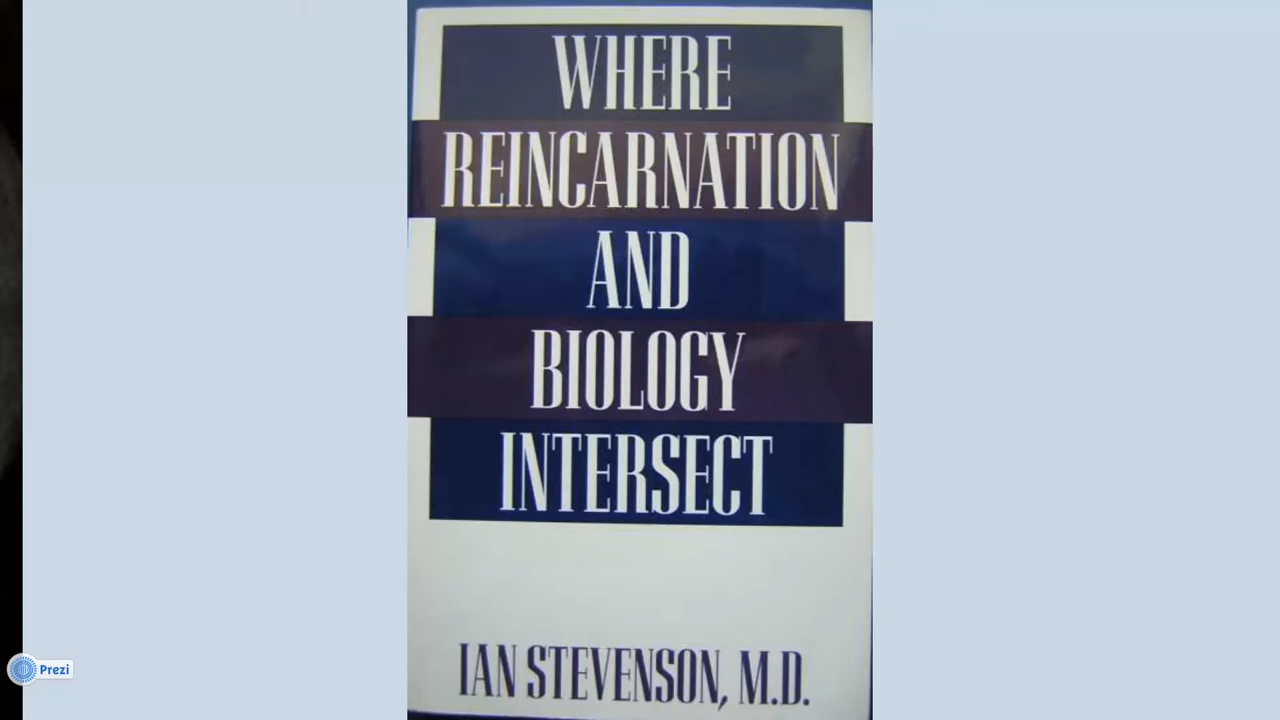 WHERE
REINCARNATION
AND
BIOLOGY
INTERSECT
IAN STEVENSON, M.D.
Prezi